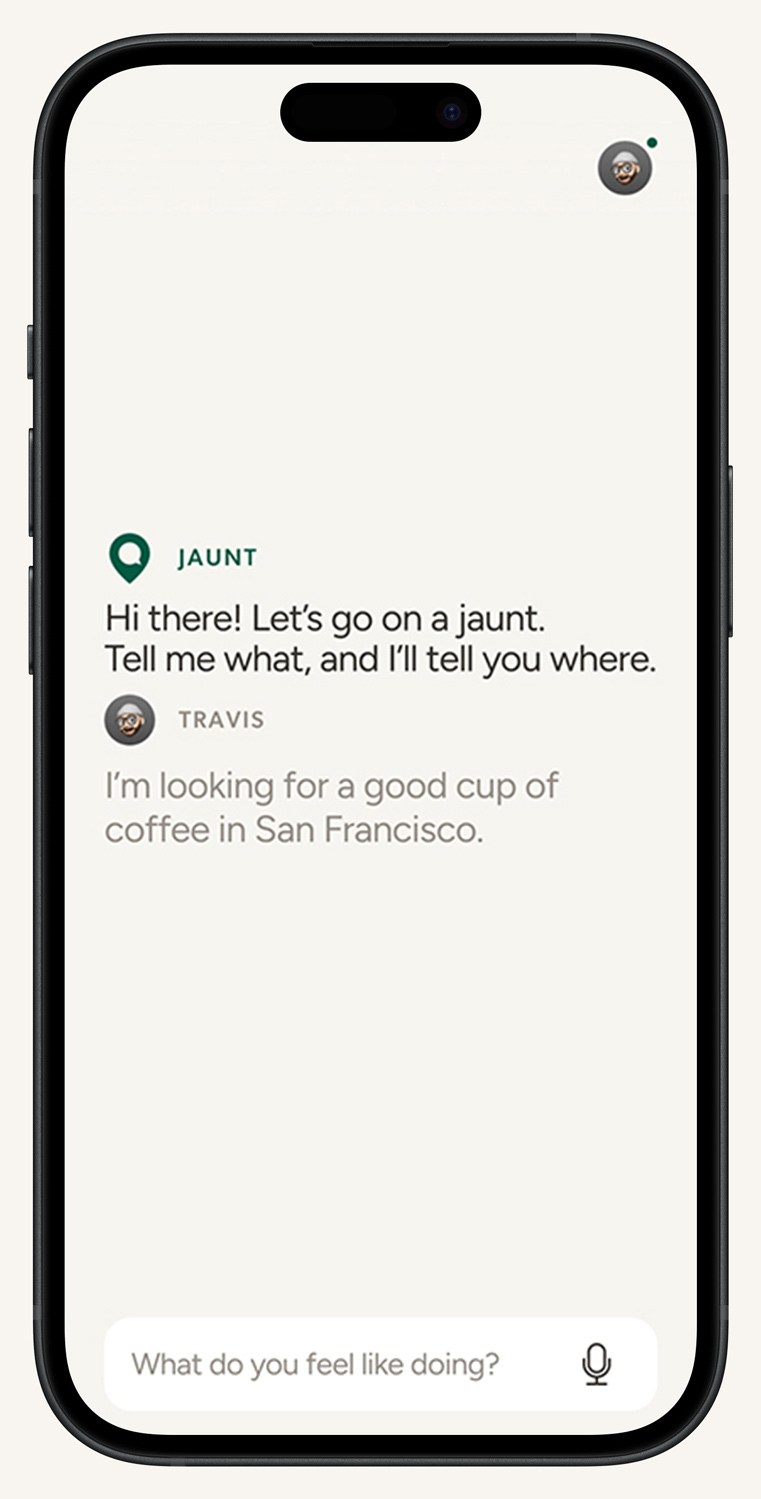 JAUNT
Hi there! Let’s go on a jaunt.
Tell me what, and I’ll tell you where.
TRAVIS
I’m looking for a good cup of
coffee in San Francisco.
What do you feel like doing?